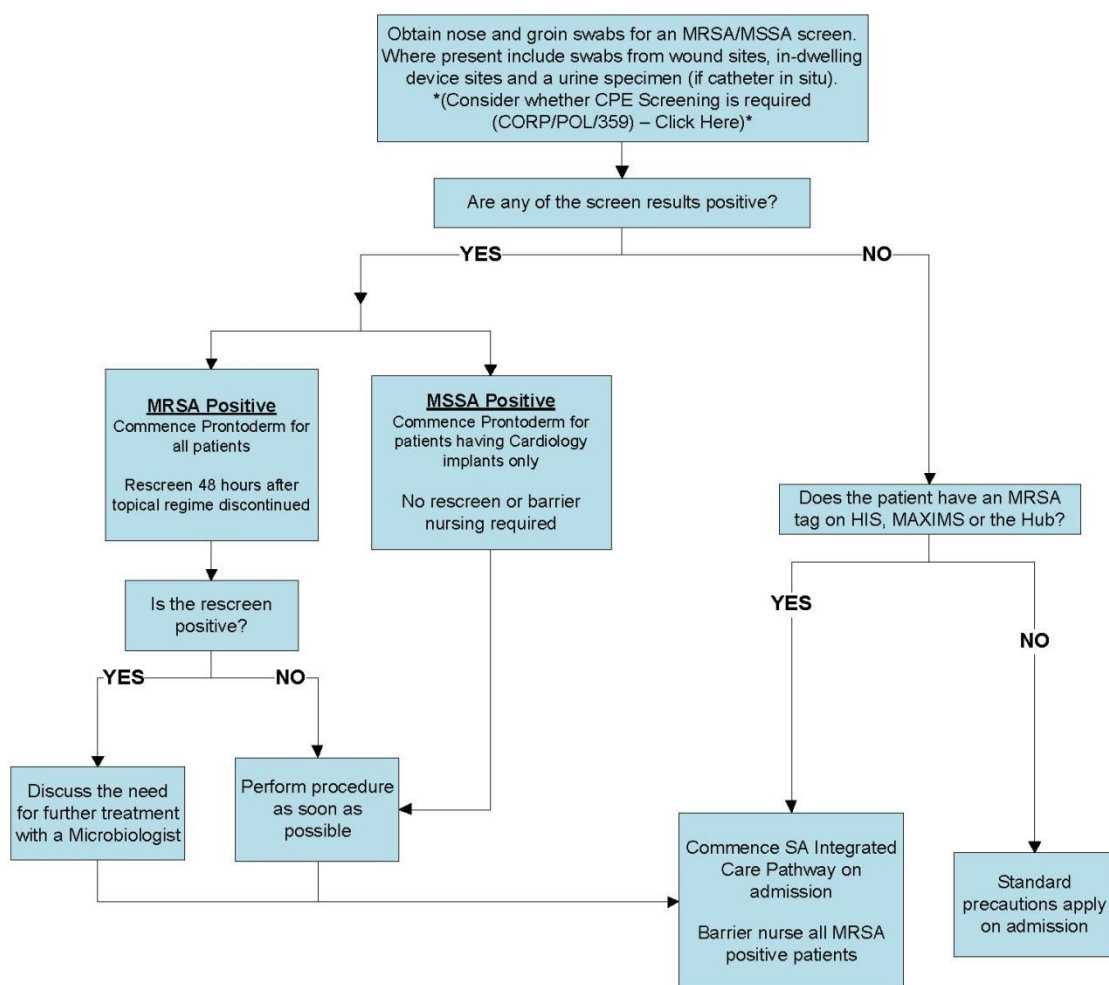 Obtain nose and groin swabs for an MRSA/MSSA screen.
Where present include swabs from wound sites, in-dwelling
device sites and a urine specimen (if catheter in situ).
*(Consider whether CPE Screening is required
(CORP/POL/359) – Click Here)*
Are any of the screen results positive?
YES
NO
MRSA Positive
Commence Prontoderm for
all patients
Rescreen 48 hours after
topical regime discontinued
MSSA Positive
Commence Prontoderm for
patients having Cardiology
implants only
No rescreen or barrier
nursing required
Does the patient have an MRSA
tag on HIS, MAXIMS or the Hub?
Is the rescreen
positive?
YES
NO
YES
NO
Discuss the need
for further treatment
with a Microbiologist
Perform procedure
as soon as
possible
Commence SA Integrated
Care Pathway on
admission
Barrier nurse all MRSA
positive patients
Standard
precautions apply
on admission